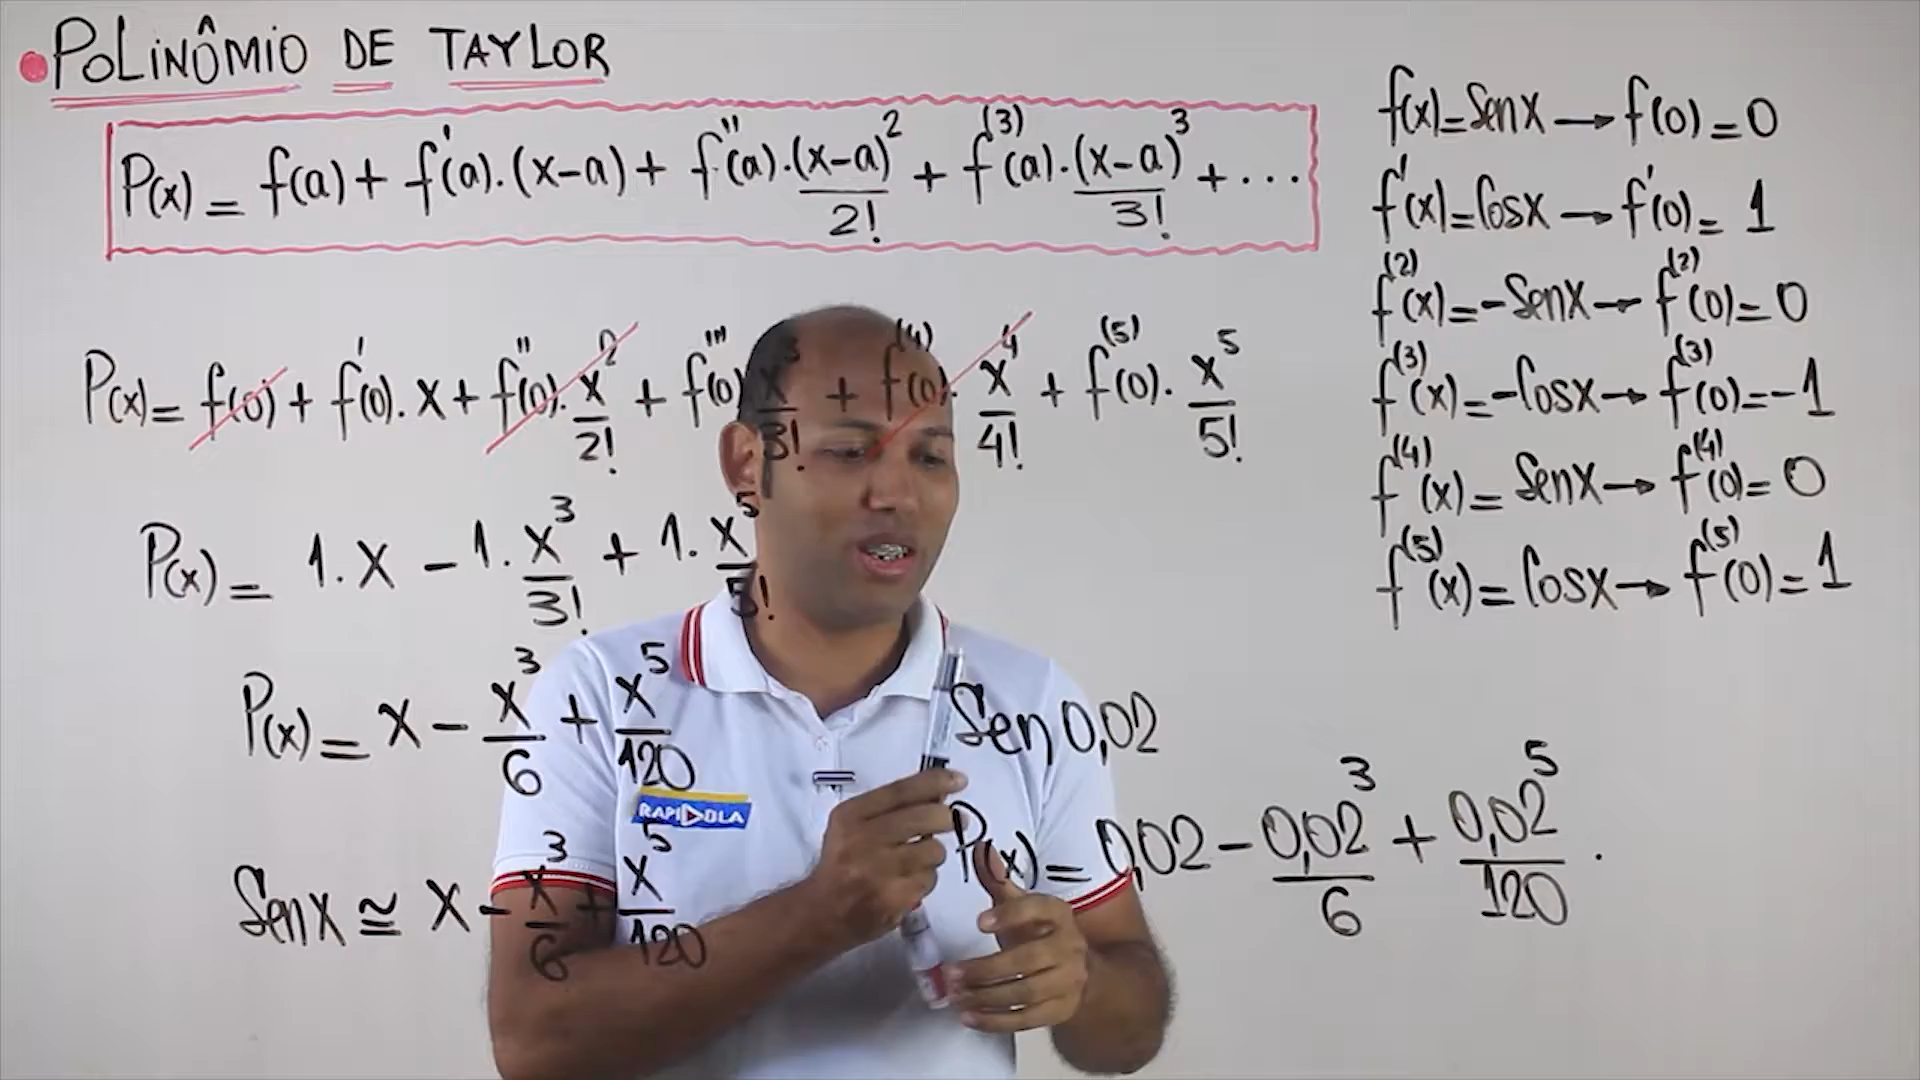 POLINÔMIO DE TAYLOR
P(x) = f(a) + f'(a).(x-a) + f''(a).(x-a)²/2! + f⁽³⁾(a).(x-a)³/3! + ...
P(x) = f(0) + f'(0).x + f''(0).x²/2! + f'''(0) x³/3! + f⁽⁴⁾(0).x⁴/4! + f⁽⁵⁾(0).x⁵/5!
P(x) = 1.x - 1.x³/3! + 1.x⁵/5!
P(x) = x - x³/6 + x⁵/120
Sen x ≅ x - x³/6 + x⁵/120
f(x) = Sen x → f(0) = 0
f'(x) = Cos x → f'(0) = 1
f⁽²⁾(x) = -Sen x → f⁽²⁾(0) = 0
f⁽³⁾(x) = -Cos x → f⁽³⁾(0) = -1
f⁽⁴⁾(x) = Sen x → f⁽⁴⁾(0) = 0
f⁽⁵⁾(x) = Cos x → f⁽⁵⁾(0) = 1
Sen 0,02
P(x) = 0,02 - 0,02³/6 + 0,02⁵/120 .